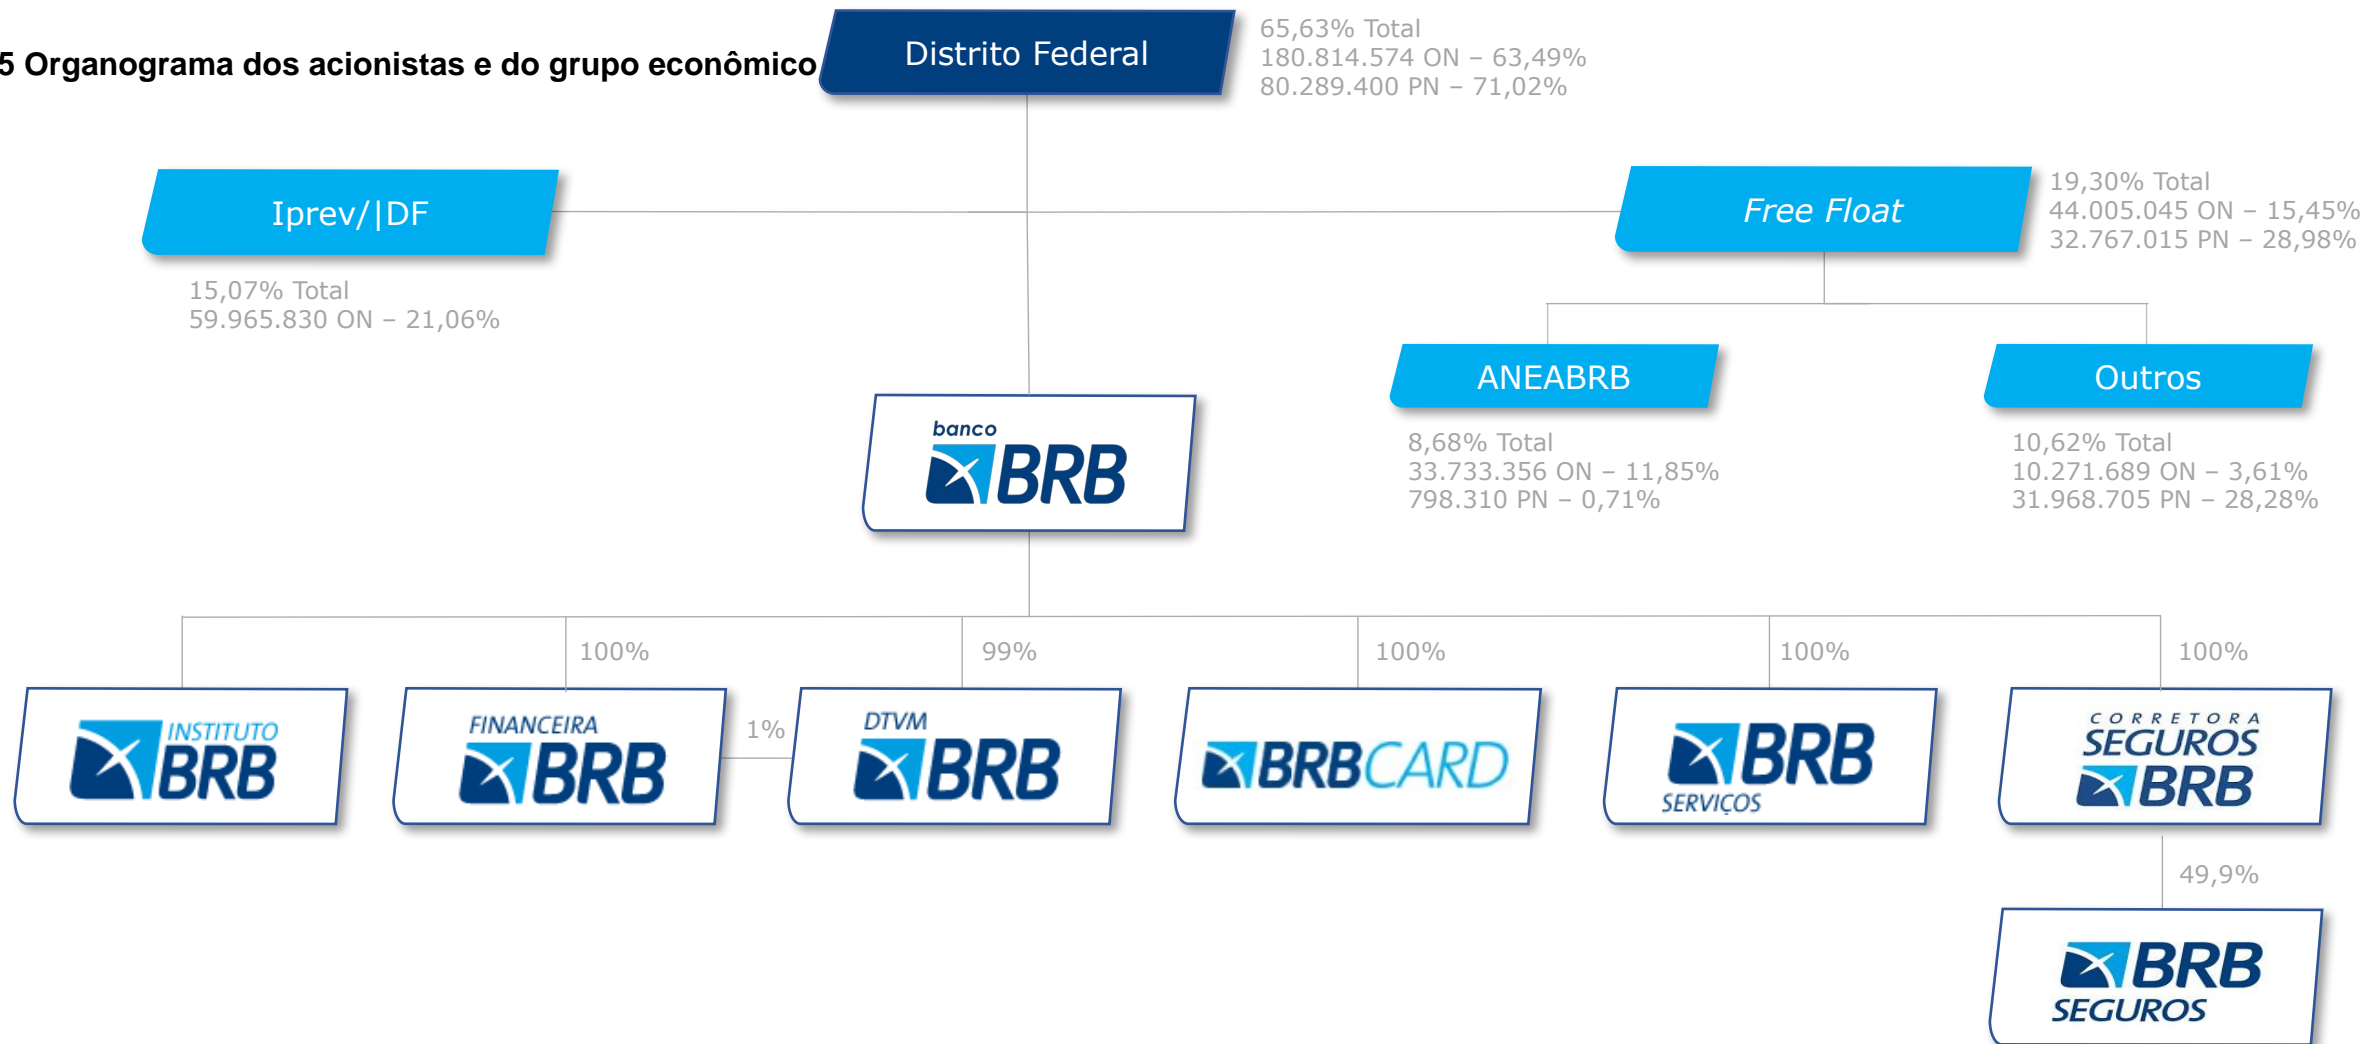 5 Organograma dos acionistas e do grupo econômico
Distrito Federal
65,63% Total
180.814.574 ON – 63,49%
80.289.400 PN – 71,02%
Iprev/|DF
15,07% Total
59.965.830 ON – 21,06%
Free Float
19,30% Total
44.005.045 ON – 15,45%
32.767.015 PN – 28,98%
ANEABRB
8,68% Total
33.733.356 ON – 11,85%
798.310 PN – 0,71%
Outros
10,62% Total
10.271.689 ON – 3,61%
31.968.705 PN – 28,28%
banco
BRB
100%
99%
100%
100%
100%
INSTITUTO
BRB
FINANCEIRA
BRB
1%
DTVM
BRB
BRBCARD
BRB
SERVIÇOS
CORRETORA
SEGUROS
BRB
49,9%
BRB
SEGUROS